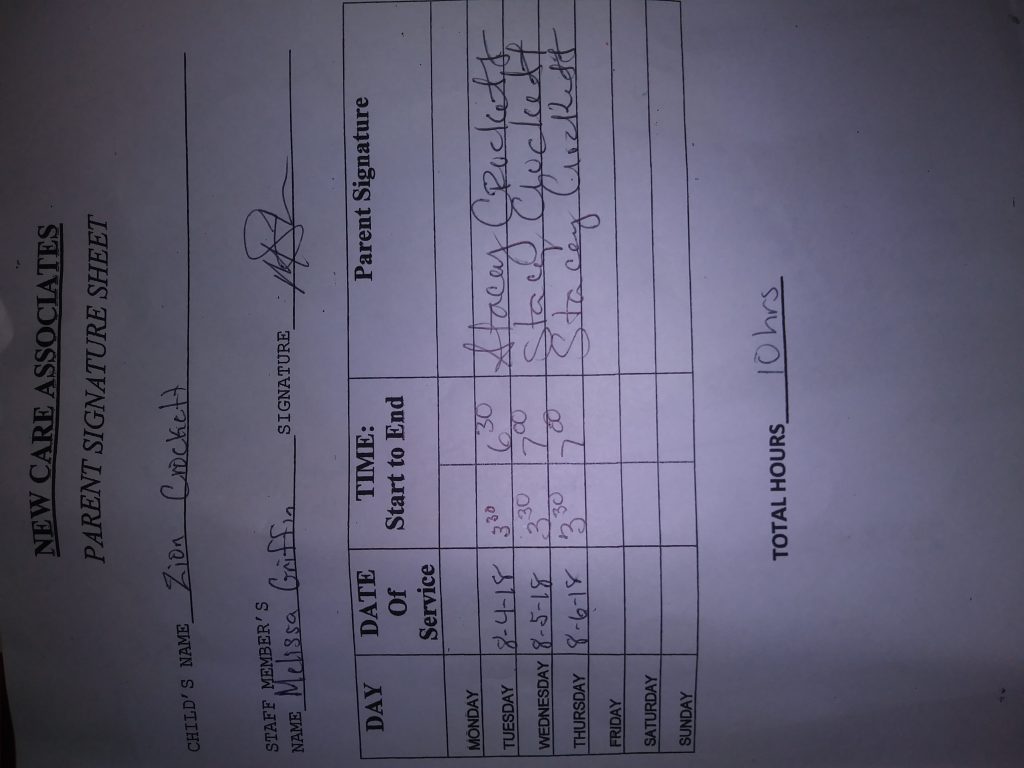 NEW CARE ASSOCIATES
PARENT SIGNATURE SHEET
CHILD'S NAME Zion Crockett
STAFF MEMBER'S
NAME Melissa Griffin SIGNATURE
DAY DATE Of Service TIME: Start to End Parent Signature
MONDAY
TUESDAY 8-4-18 3 30 6 30 Stacey Crockett
WEDNESDAY 8-5-18 3 30 7 00 Stacey Crockett
THURSDAY 8-6-18 3 30 7 00 Stacey Crockett
FRIDAY
SATURDAY
SUNDAY
TOTAL HOURS 10 hrs